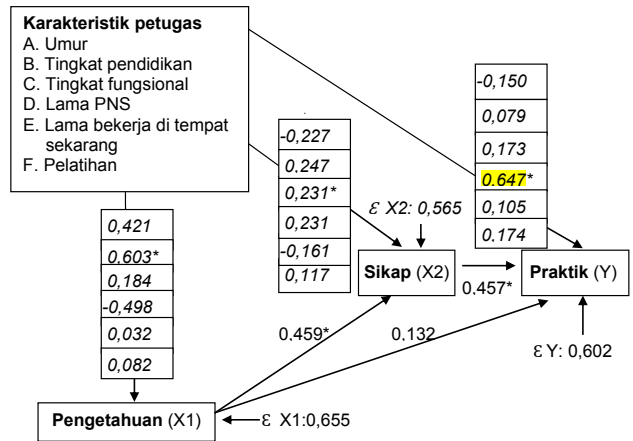 Karakteristik petugas
A. Umur
B. Tingkat pendidikan
C. Tingkat fungsional
D. Lama PNS
E. Lama bekerja di tempat
sekarang
F. Pelatihan
-0,150
0,079
0,173
0.647*
0,105
0,174
-0,227
0,247
0,231*
0,231
-0,161
0,117
ε X2: 0,565
Sikap (X2)
0,457*
Praktik (Y)
0,421
0,603*
0,184
-0,498
0,032
0,082
0,459*
0,132
ε Y: 0,602
Pengetahuan (X1)
ε X1:0,655